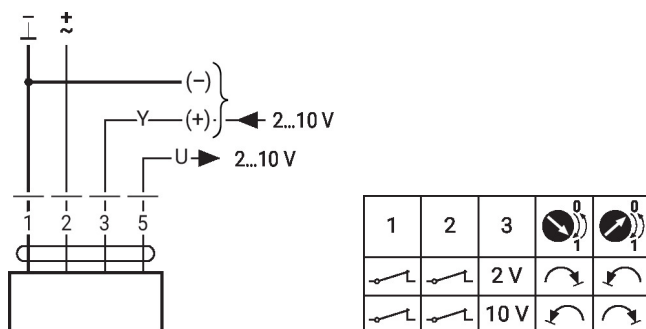 − +
⊥ ~
(−)
Y (+) 2...10 V
U 2...10 V
1 2 3 5
1 2 3 0 1 0 1
2 V
10 V